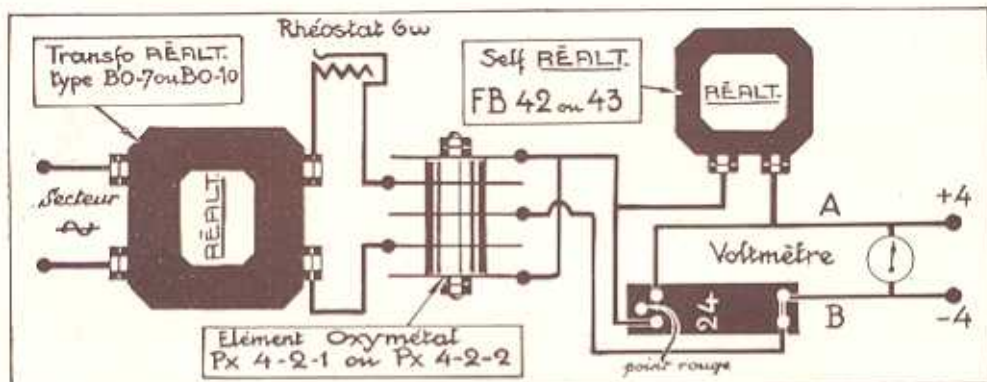 Transfo RÉALT.
type BO-7 ou BO-10
Rhéostat 6ω
Self RÉALT.
FB 42 ou 43
RÉALT.
Secteur
RÉALT.
A
+4
Voltmètre
24
B
-4
Elément Oxymétal
Px 4-2-1 ou Px 4-2-2
point rouge